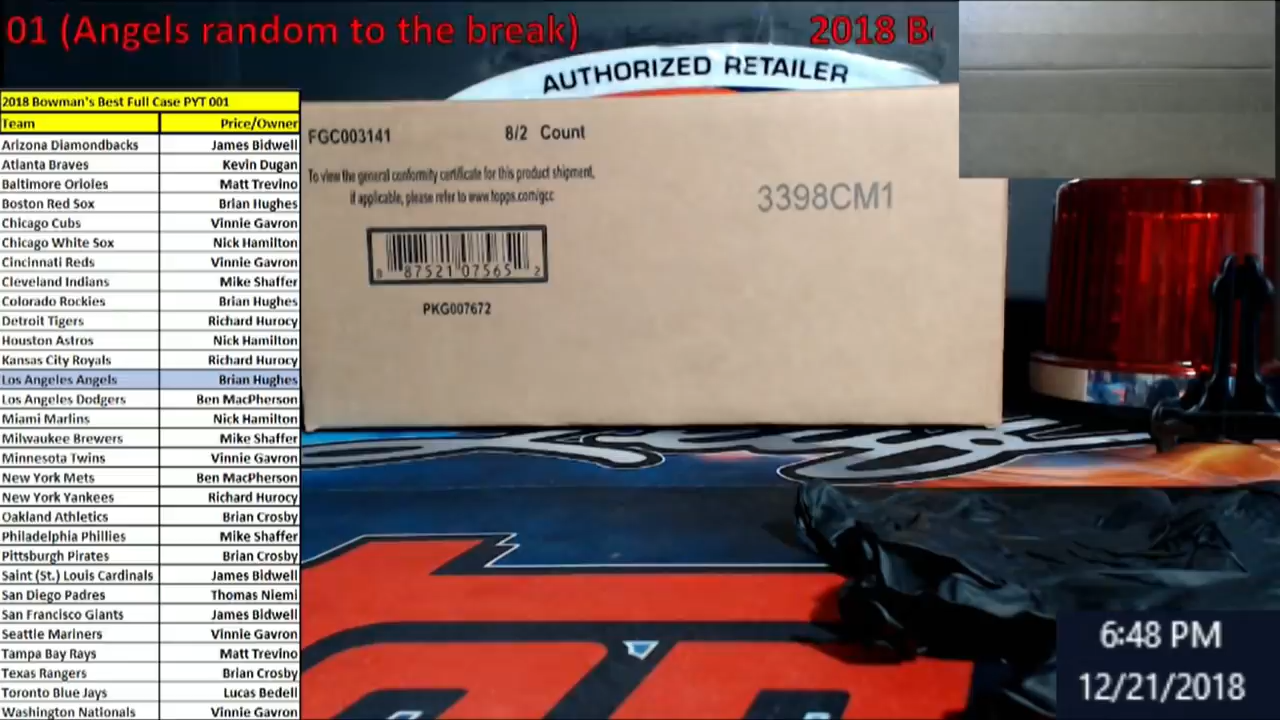 01 (Angels random to the break)
2018 B
AUTHORIZED RETAILER
2018 Bowman's Best Full Case PYT 001
Team Price/Owner
Arizona Diamondbacks James Bidwell
Atlanta Braves Kevin Dugan
Baltimore Orioles Matt Trevino
Boston Red Sox Brian Hughes
Chicago Cubs Vinnie Gavron
Chicago White Sox Nick Hamilton
Cincinnati Reds Vinnie Gavron
Cleveland Indians Mike Shaffer
Colorado Rockies Brian Hughes
Detroit Tigers Richard Hurocy
Houston Astros Nick Hamilton
Kansas City Royals Richard Hurocy
Los Angeles Angels Brian Hughes
Los Angeles Dodgers Ben MacPherson
Miami Marlins Nick Hamilton
Milwaukee Brewers Mike Shaffer
Minnesota Twins Vinnie Gavron
New York Mets Ben MacPherson
New York Yankees Richard Hurocy
Oakland Athletics Brian Crosby
Philadelphia Phillies Mike Shaffer
Pittsburgh Pirates Brian Crosby
Saint (St.) Louis Cardinals James Bidwell
San Diego Padres Thomas Niemi
San Francisco Giants James Bidwell
Seattle Mariners Vinnie Gavron
Tampa Bay Rays Matt Trevino
Texas Rangers Brian Crosby
Toronto Blue Jays Lucas Bedell
Washington Nationals Vinnie Gavron
FGC003141 8/2 Count
To view the general conformity certificate for this product shipment,
if applicable, please refer to www.topps.com/gcc
3398CM1
8 87521 07565 2
PKG007672
6:48 PM
12/21/2018